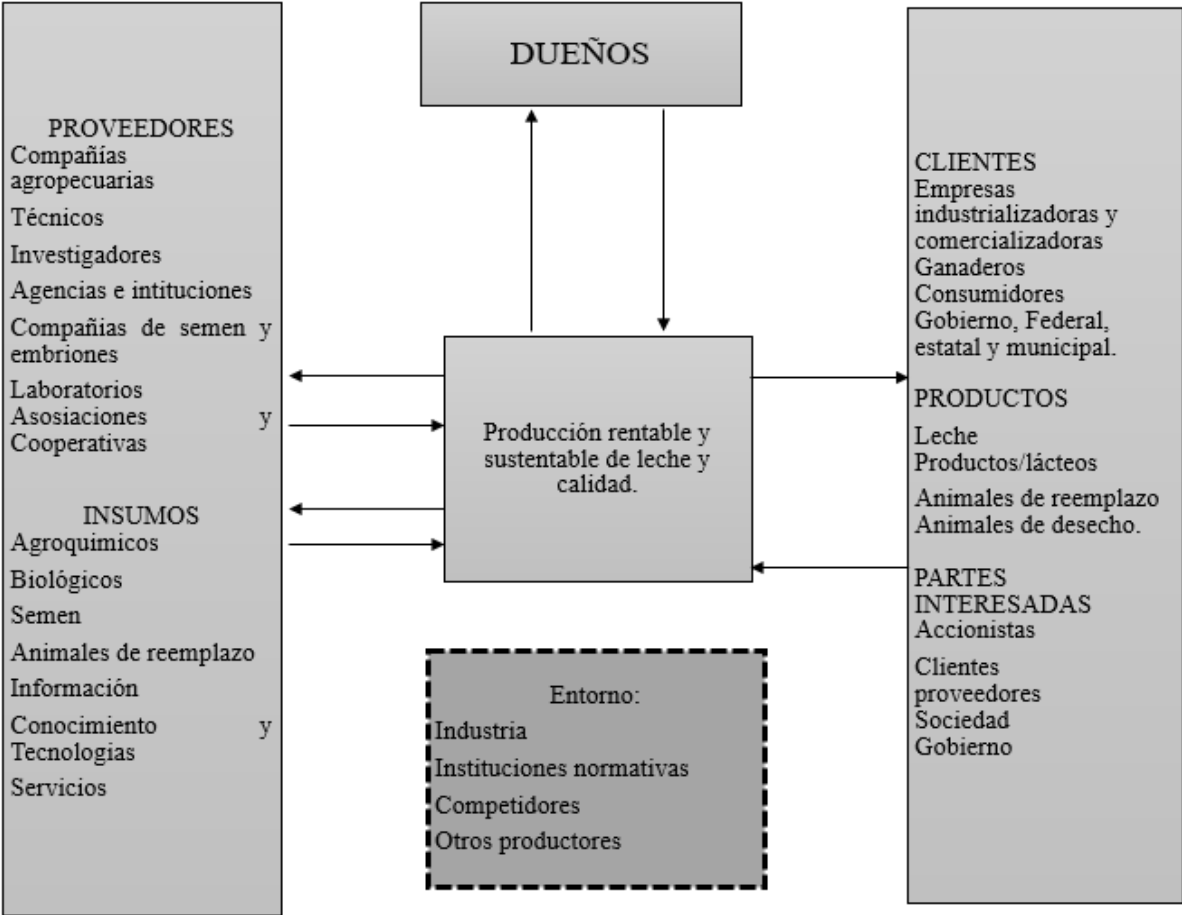 PROVEEDORES
Compañías
agropecuarias
Técnicos
Investigadores
Agencias e intituciones
Compañias de semen y
embriones
Laboratorios
Asosiaciones y
Cooperativas
INSUMOS
Agroquimicos
Biológicos
Semen
Animales de reemplazo
Información
Conocimiento y
Tecnologias
Servicios
DUEÑOS
Producción rentable y
sustentable de leche y
calidad.
Entorno:
Industria
Instituciones normativas
Competidores
Otros productores
CLIENTES
Empresas
industrializadoras y
comercializadoras
Ganaderos
Consumidores
Gobierno, Federal,
estatal y municipal.
PRODUCTOS
Leche
Productos/lácteos
Animales de reemplazo
Animales de desecho.
PARTES
INTERESADAS
Accionistas
Clientes
proveedores
Sociedad
Gobierno